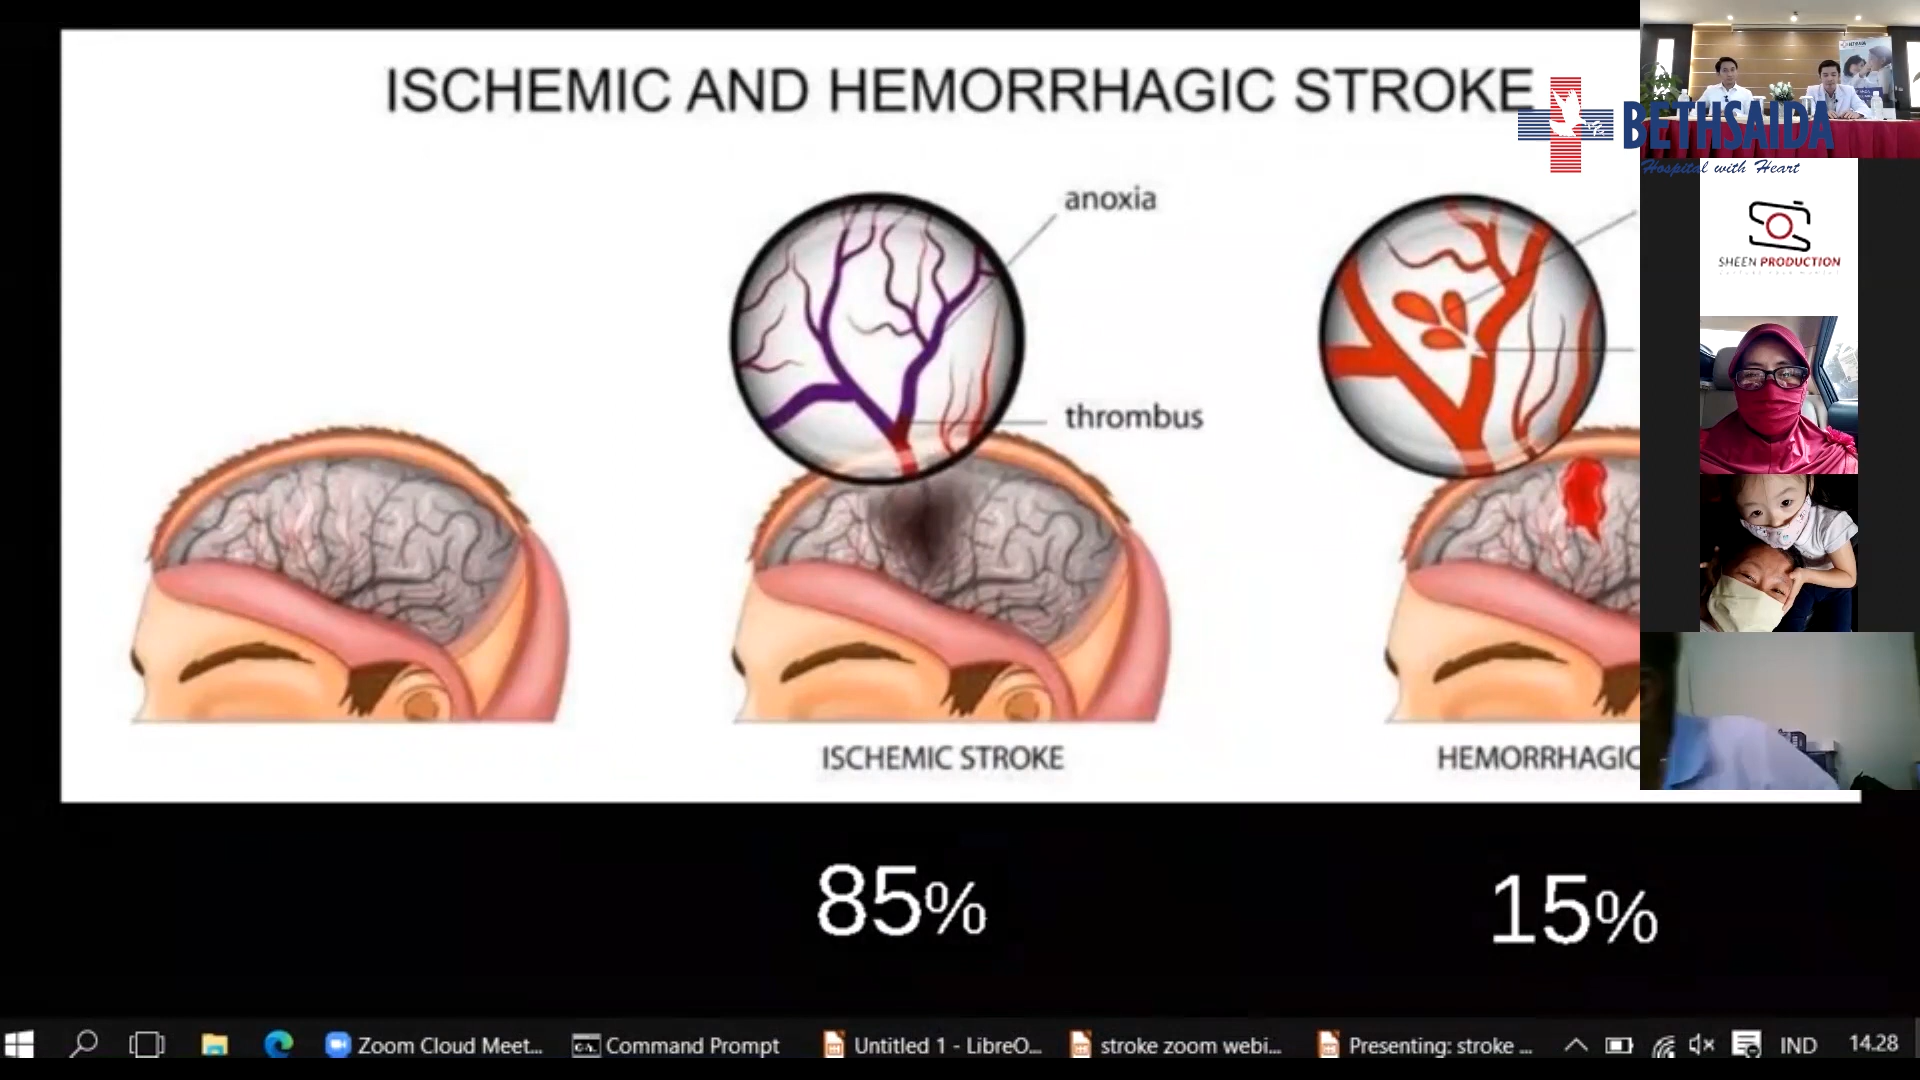 ISCHEMIC AND HEMORRHAGIC STROKE
BETHSAIDA
Hospital with Heart
anoxia
SHEEN PRODUCTION
thrombus
ISCHEMIC STROKE
HEMORRHAGIC
85%
15%
Zoom Cloud Meet...
Command Prompt
Untitled 1 - LibreO...
stroke zoom webi...
Presenting: stroke ...
IND
14.28